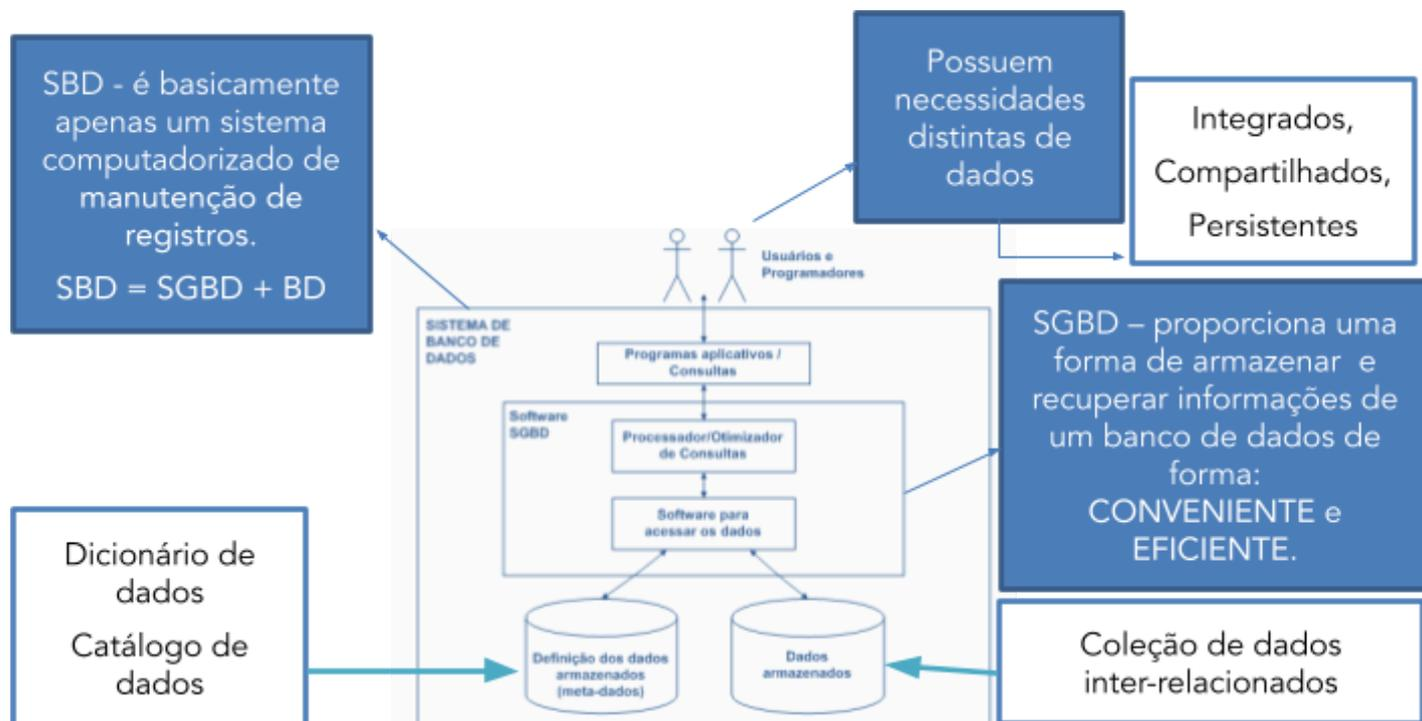 SBD - é basicamente
apenas um sistema
computadorizado de
manutenção de
registros.
SBD = SGBD + BD
Possuem
necessidades
distintas de
dados
Integrados,
Compartilhados,
Persistentes
Usuários e
Programadores
SISTEMA DE
BANCO DE
DADOS
Programas aplicativos /
Consultas
Software
SGBD
Processador/Otimizador
de Consultas
Software para
acessar os dados
SGBD – proporciona uma
forma de armazenar e
recuperar informações de
um banco de dados de
forma:
CONVENIENTE e
EFICIENTE.
Dicionário de
dados
Catálogo de
dados
Definição dos dados
armazenados
(meta-dados)
Dados
armazenados
Coleção de dados
inter-relacionados